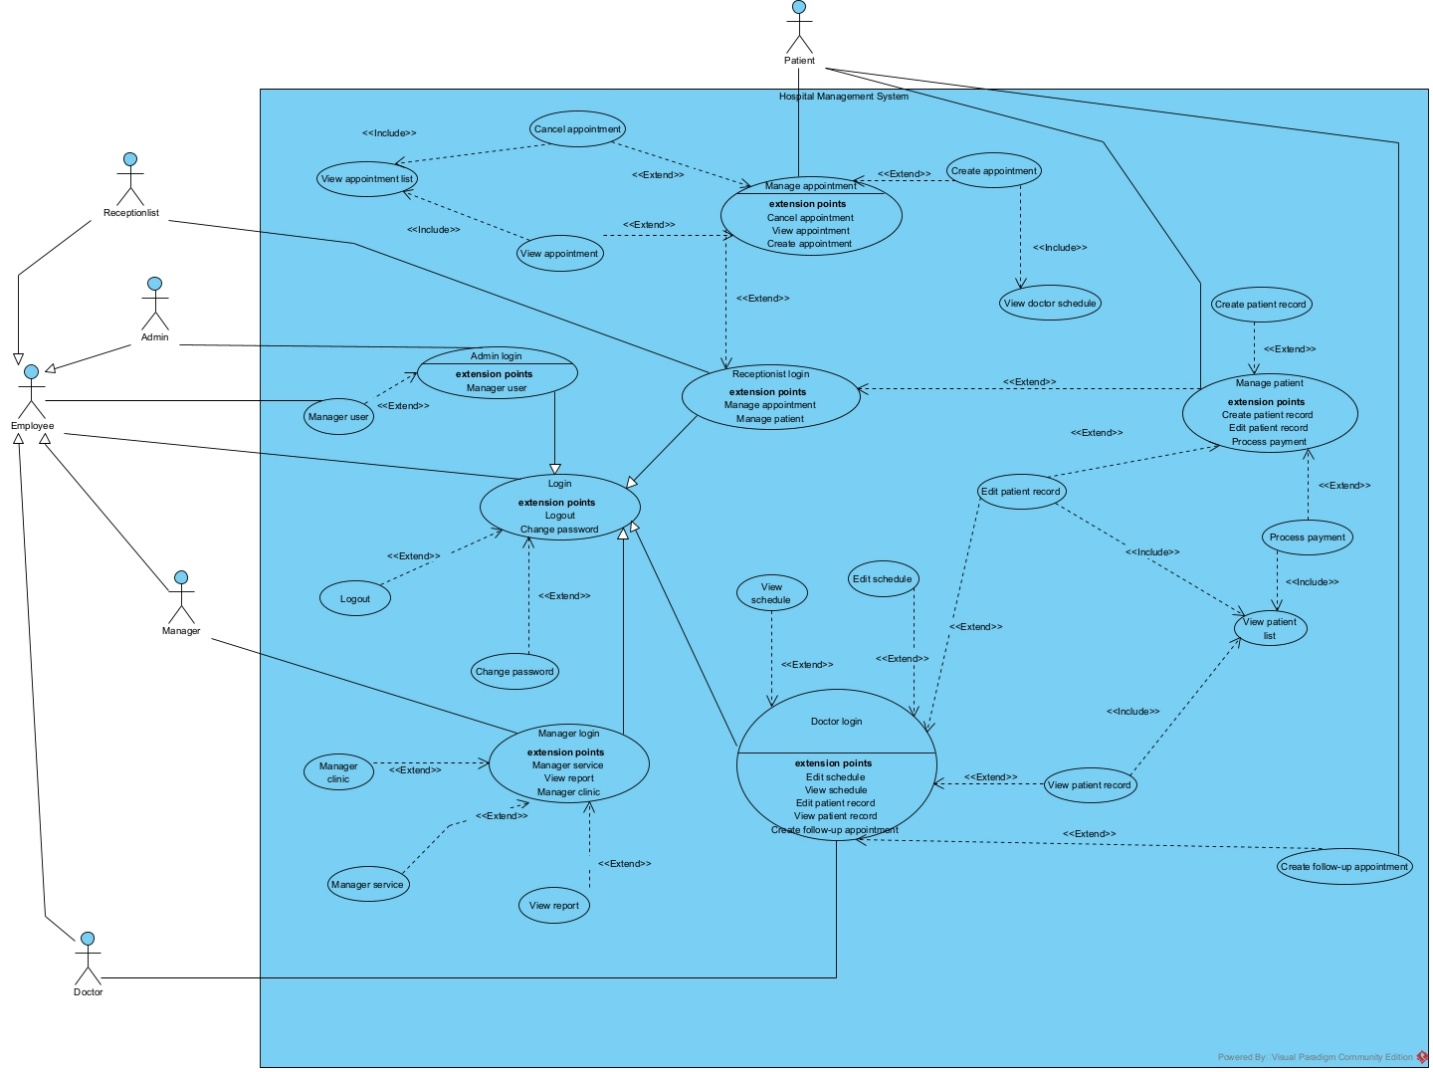 Patient
Hospital Management System
Cancel appointment
<<Include>>
View appointment list
<<Extend>>
Create appointment
<<Extend>>
Manage appointment
extension points
Cancel appointment
View appointment
Create appointment
Receptionlist
<<Include>>
<<Extend>>
View appointment
<<Include>>
<<Extend>>
View doctor schedule
Create patient record
Admin
<<Extend>>
Admin login
extension points
Manager user
Receptionist login
extension points
Manage appointment
Manage patient
<<Extend>>
Manage patient
extension points
Create patient record
Edit patient record
Process payment
<<Extend>>
Manager user
Employee
<<Extend>>
Login
extension points
Logout
Change password
Edit patient record
<<Extend>>
Process payment
<<Extend>>
<<Include>>
<<Include>>
Logout
<<Extend>>
View
schedule
Edit schedule
View patient
list
<<Extend>>
Manager
<<Extend>>
<<Extend>>
Change password
<<Include>>
Doctor login
extension points
Edit schedule
View schedule
Edit patient record
View patient record
Create follow-up appointment
Manager login
extension points
Manager service
View report
Manager clinic
Manager
clinic
<<Extend>>
<<Extend>>
View patient record
<<Extend>>
<<Extend>>
<<Extend>>
Create follow-up appointment
Manager service
View report
Doctor
Powered By: Visual Paradigm Community Edition